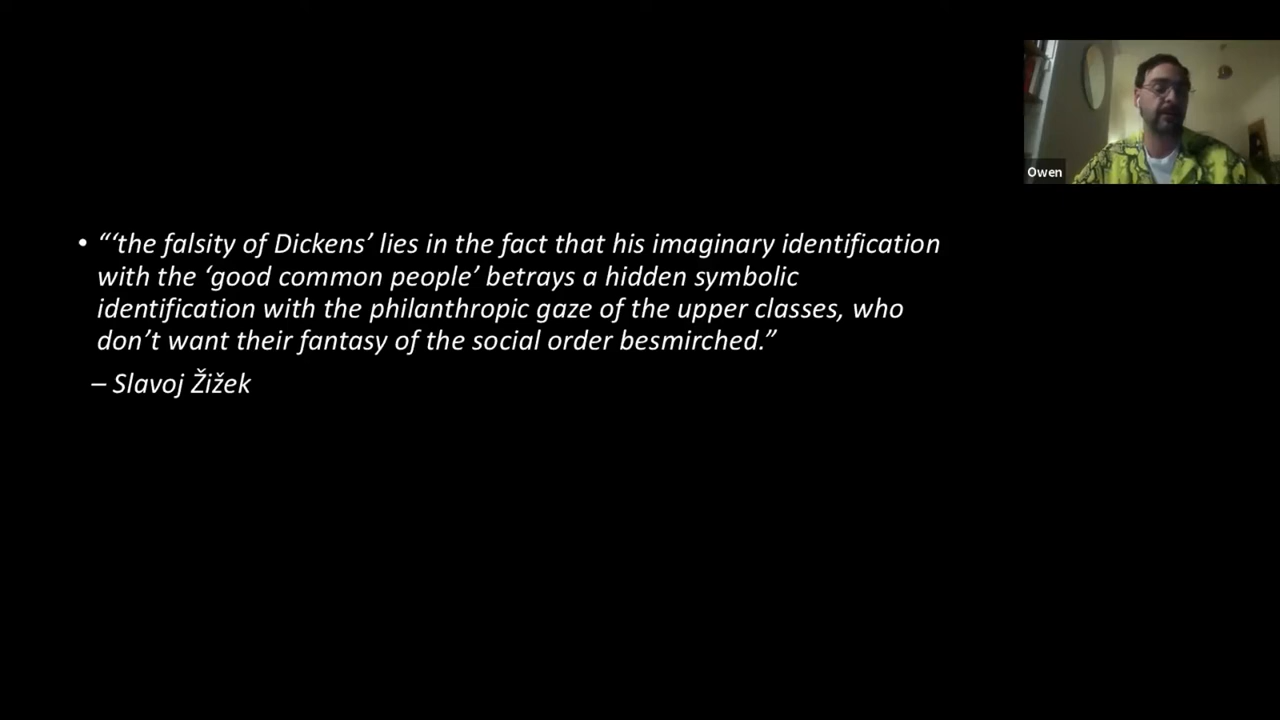 Owen
• “‘the falsity of Dickens’ lies in the fact that his imaginary identification
with the ‘good common people’ betrays a hidden symbolic
identification with the philanthropic gaze of the upper classes, who
don’t want their fantasy of the social order besmirched.”
– Slavoj Žižek